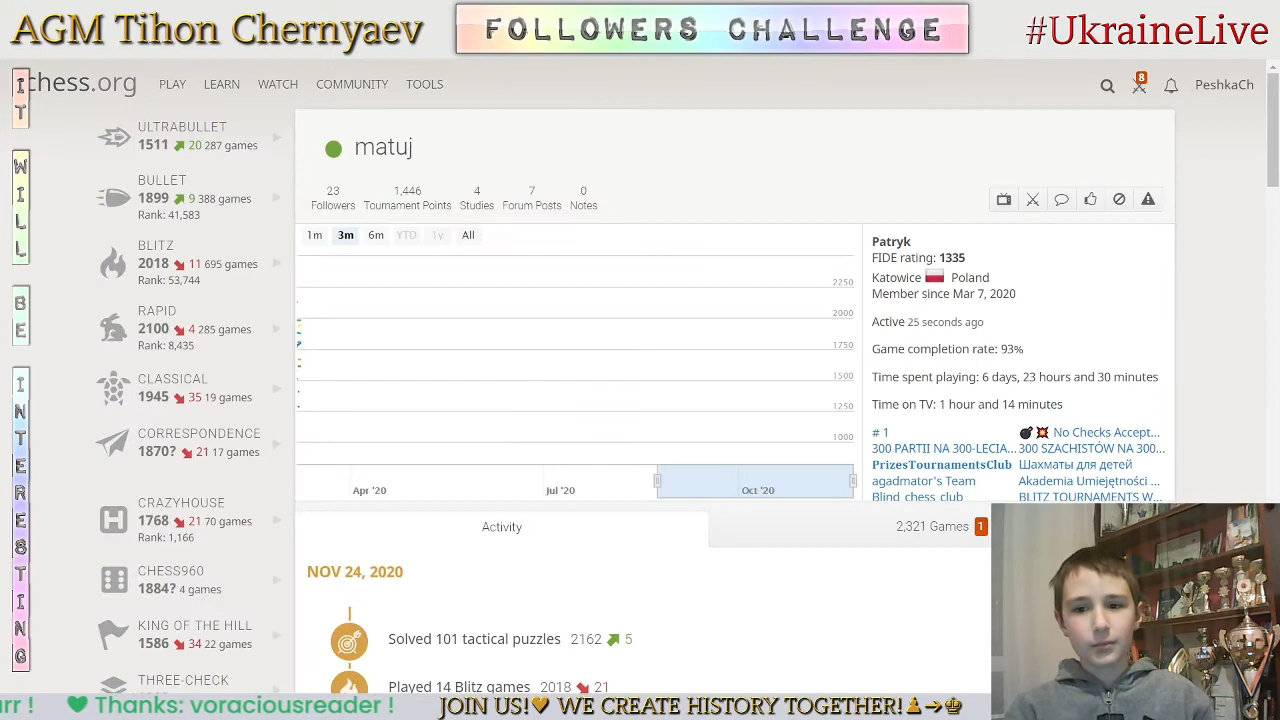 AGM Tihon Chernyaev
FOLLOWERS CHALLENGE
#UkraineLive
IT
WILL
BE
INTERESTING
chess.org
PLAY
LEARN
WATCH
COMMUNITY
TOOLS
8
PeshkaCh
ULTRABULLET
1511 20 287 games
BULLET
1899 9 388 games
Rank: 41,583
BLITZ
2018 11 695 games
Rank: 53,744
RAPID
2100 4 285 games
Rank: 8,435
CLASSICAL
1945 35 19 games
CORRESPONDENCE
1870? 21 17 games
CRAZYHOUSE
1768 21 70 games
Rank: 1,166
CHESS960
1884? 4 games
KING OF THE HILL
1586 34 22 games
THREE-CHECK
matuj
23 1,446 4 7 0
Followers Tournament Points Studies Forum Posts Notes
1m 3m 6m YTD 1y All
2250
2000
1750
1500
1250
1000
Apr '20 Jul '20 Oct '20
Patryk
FIDE rating: 1335
Katowice Poland
Member since Mar 7, 2020
Active 25 seconds ago
Game completion rate: 93%
Time spent playing: 6 days, 23 hours and 30 minutes
Time on TV: 1 hour and 14 minutes
# 1 No Checks Accept...
300 PARTII NA 300-LECIA... 300 SZACHISTÓW NA 300...
PrizesTournamentsClub Шахматы для детей
agadmator's Team Akademia Umiejętności ...
Blind_chess_club BLITZ TOURNAMENTS W...
Activity
2,321 Games 1
NOV 24, 2020
Solved 101 tactical puzzles 2162 5
Played 14 Blitz games 2018 21
arr ! Thanks: voraciousreader !
JOIN US! WE CREATE HISTORY TOGETHER!